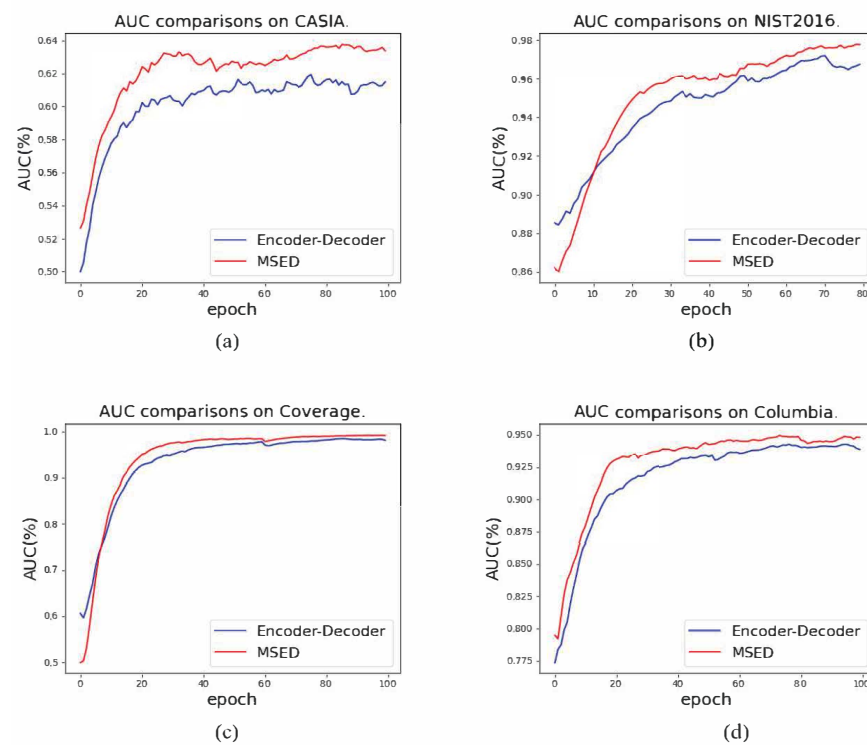 AUC comparisons on CASIA.
AUC(%)
0.64
0.62
0.60
0.58
0.56
0.54
0.52
0.50
Encoder-Decoder
MSED
0 20 40 60 80 100
epoch
(a)
AUC comparisons on NIST2016.
AUC(%)
0.98
0.96
0.94
0.92
0.90
0.88
0.86
Encoder-Decoder
MSED
0 10 20 30 40 50 60 70 80
epoch
(b)
AUC comparisons on Coverage.
AUC(%)
1.0
0.9
0.8
0.7
0.6
0.5
Encoder-Decoder
MSED
0 20 40 60 80 100
epoch
(c)
AUC comparisons on Columbia.
AUC(%)
0.950
0.925
0.900
0.875
0.850
0.825
0.800
0.775
Encoder-Decoder
MSED
0 20 40 60 80 100
epoch
(d)